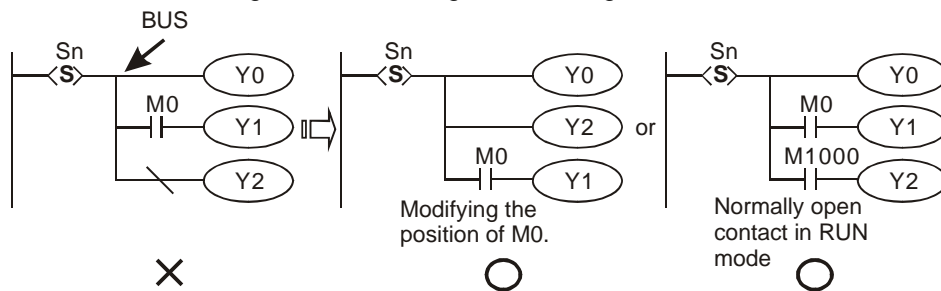 BUS
Sn
S
Y0
M0
Y1
Y2
Sn
S
Y0
Y2
M0
Y1
Modifying the
position of M0.
or
Sn
S
Y0
M0
Y1
M1000
Y2
Normally open
contact in RUN
mode